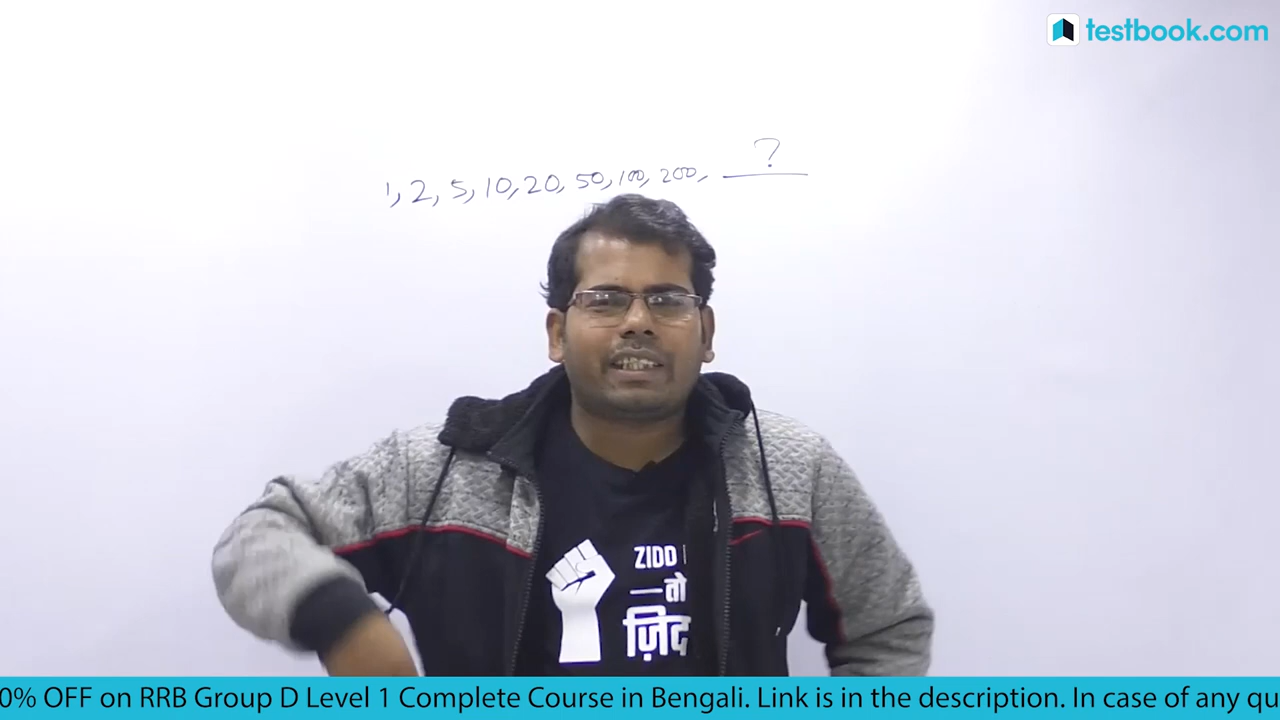 testbook.com
?
1, 2, 5, 10, 20, 50, 100, 200,
ZIDD
तो
ज़िद
0% OFF on RRB Group D Level 1 Complete Course in Bengali. Link is in the description. In case of any qu